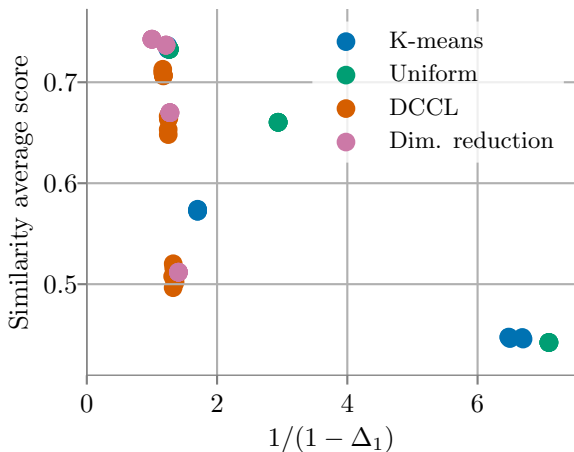 Similarity average score
0.7
0.6
0.5
K-means
Uniform
DCCL
Dim. reduction
0
2
4
6
1/(1 − Δ₁)